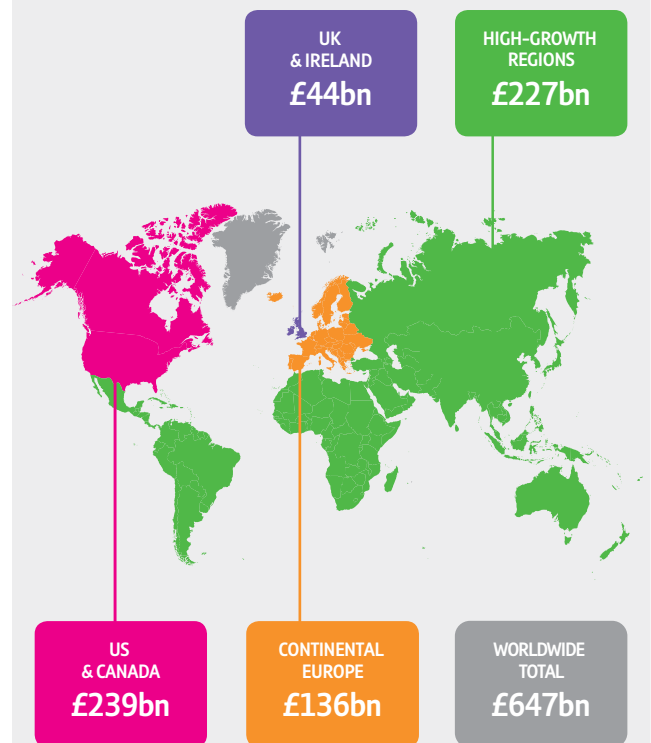 UK
& IRELAND
£44bn
HIGH-GROWTH
REGIONS
£227bn
US
& CANADA
£239bn
CONTINENTAL
EUROPE
£136bn
WORLDWIDE
TOTAL
£647bn